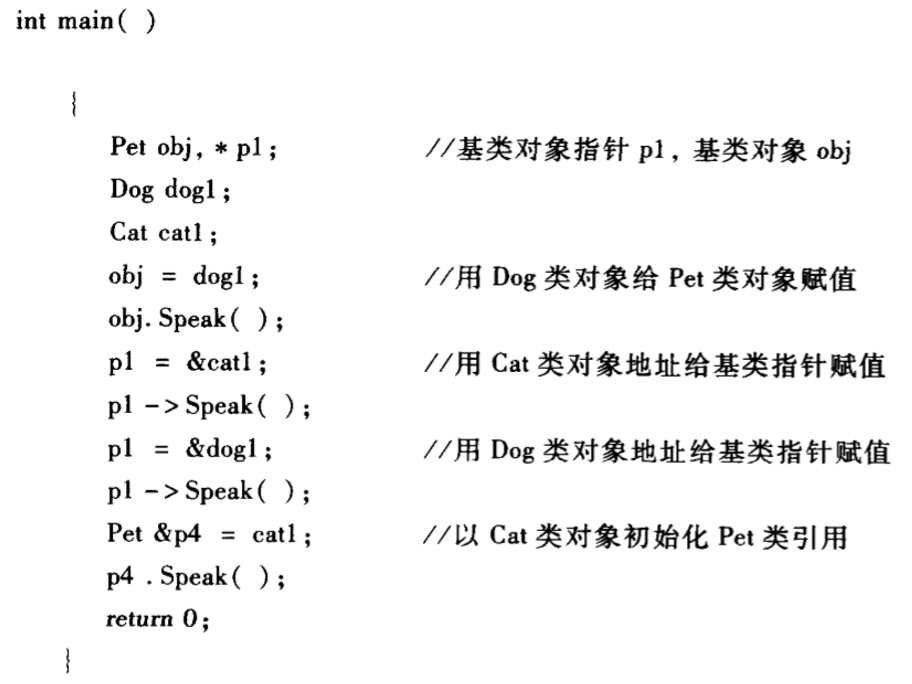 int main( )
{
Pet obj, * p1; //基类对象指针 p1, 基类对象 obj
Dog dog1;
Cat cat1;
obj = dog1; //用 Dog 类对象给 Pet 类对象赋值
obj. Speak( );
p1 = &cat1; //用 Cat 类对象地址给基类指针赋值
p1 -> Speak( );
p1 = &dog1; //用 Dog 类对象地址给基类指针赋值
p1 -> Speak( );
Pet &p4 = cat1; //以 Cat 类对象初始化 Pet 类引用
p4 . Speak( );
return 0;
}